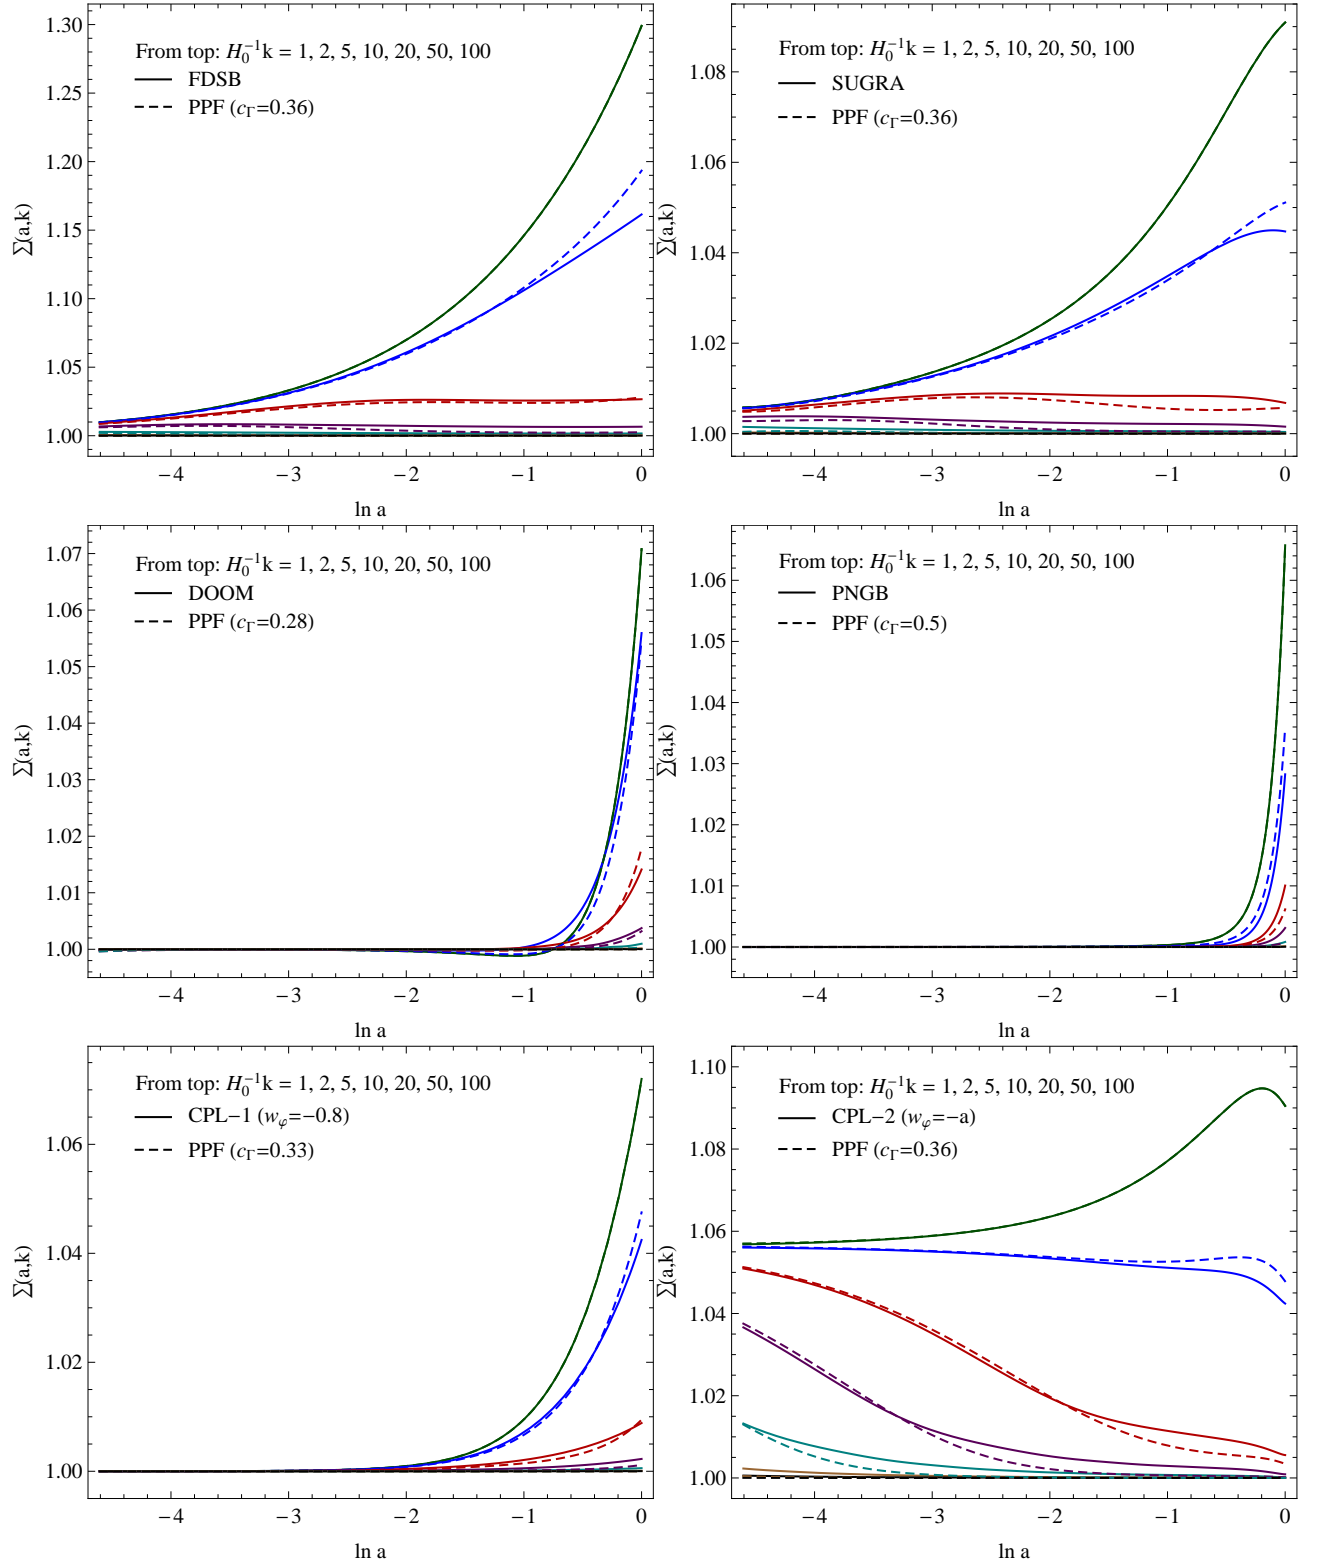 From top: H₀⁻¹k = 1, 2, 5, 10, 20, 50, 100
FDSB
PPF (c_Γ=0.36)
1.30
1.25
1.20
1.15
1.10
1.05
1.00
Σ(a,k)
−4 −3 −2 −1 0
ln a
From top: H₀⁻¹k = 1, 2, 5, 10, 20, 50, 100
SUGRA
PPF (c_Γ=0.36)
1.08
1.06
1.04
1.02
1.00
Σ(a,k)
−4 −3 −2 −1 0
ln a
From top: H₀⁻¹k = 1, 2, 5, 10, 20, 50, 100
DOOM
PPF (c_Γ=0.28)
1.07
1.06
1.05
1.04
1.03
1.02
1.01
1.00
Σ(a,k)
−4 −3 −2 −1 0
ln a
From top: H₀⁻¹k = 1, 2, 5, 10, 20, 50, 100
PNGB
PPF (c_Γ=0.5)
1.06
1.05
1.04
1.03
1.02
1.01
1.00
Σ(a,k)
−4 −3 −2 −1 0
ln a
From top: H₀⁻¹k = 1, 2, 5, 10, 20, 50, 100
CPL−1 (w_φ=−0.8)
PPF (c_Γ=0.33)
1.06
1.04
1.02
1.00
Σ(a,k)
−4 −3 −2 −1 0
ln a
From top: H₀⁻¹k = 1, 2, 5, 10, 20, 50, 100
CPL−2 (w_φ=−a)
PPF (c_Γ=0.36)
1.10
1.08
1.06
1.04
1.02
1.00
Σ(a,k)
−4 −3 −2 −1 0
ln a